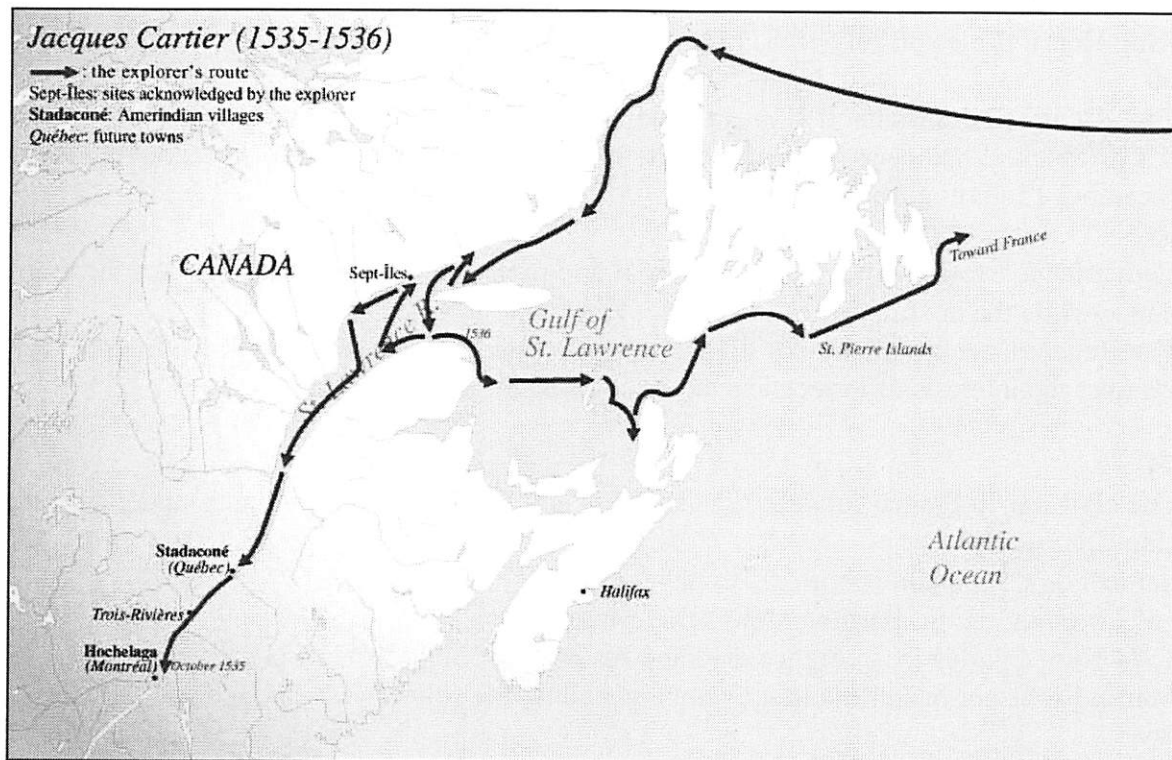 Jacques Cartier (1535-1536)
: the explorer's route
Sept-Îles: sites acknowledged by the explorer
Stadaconé: Amerindian villages
Québec: future towns
CANADA
Sept-Îles
Toward France
St. Lawrence R.
1536
Gulf of
St. Lawrence
St. Pierre Islands
Stadaconé
(Québec)
Atlantic
Ocean
Halifax
Trois-Rivières
Hochelaga
(Montréal)
October 1535